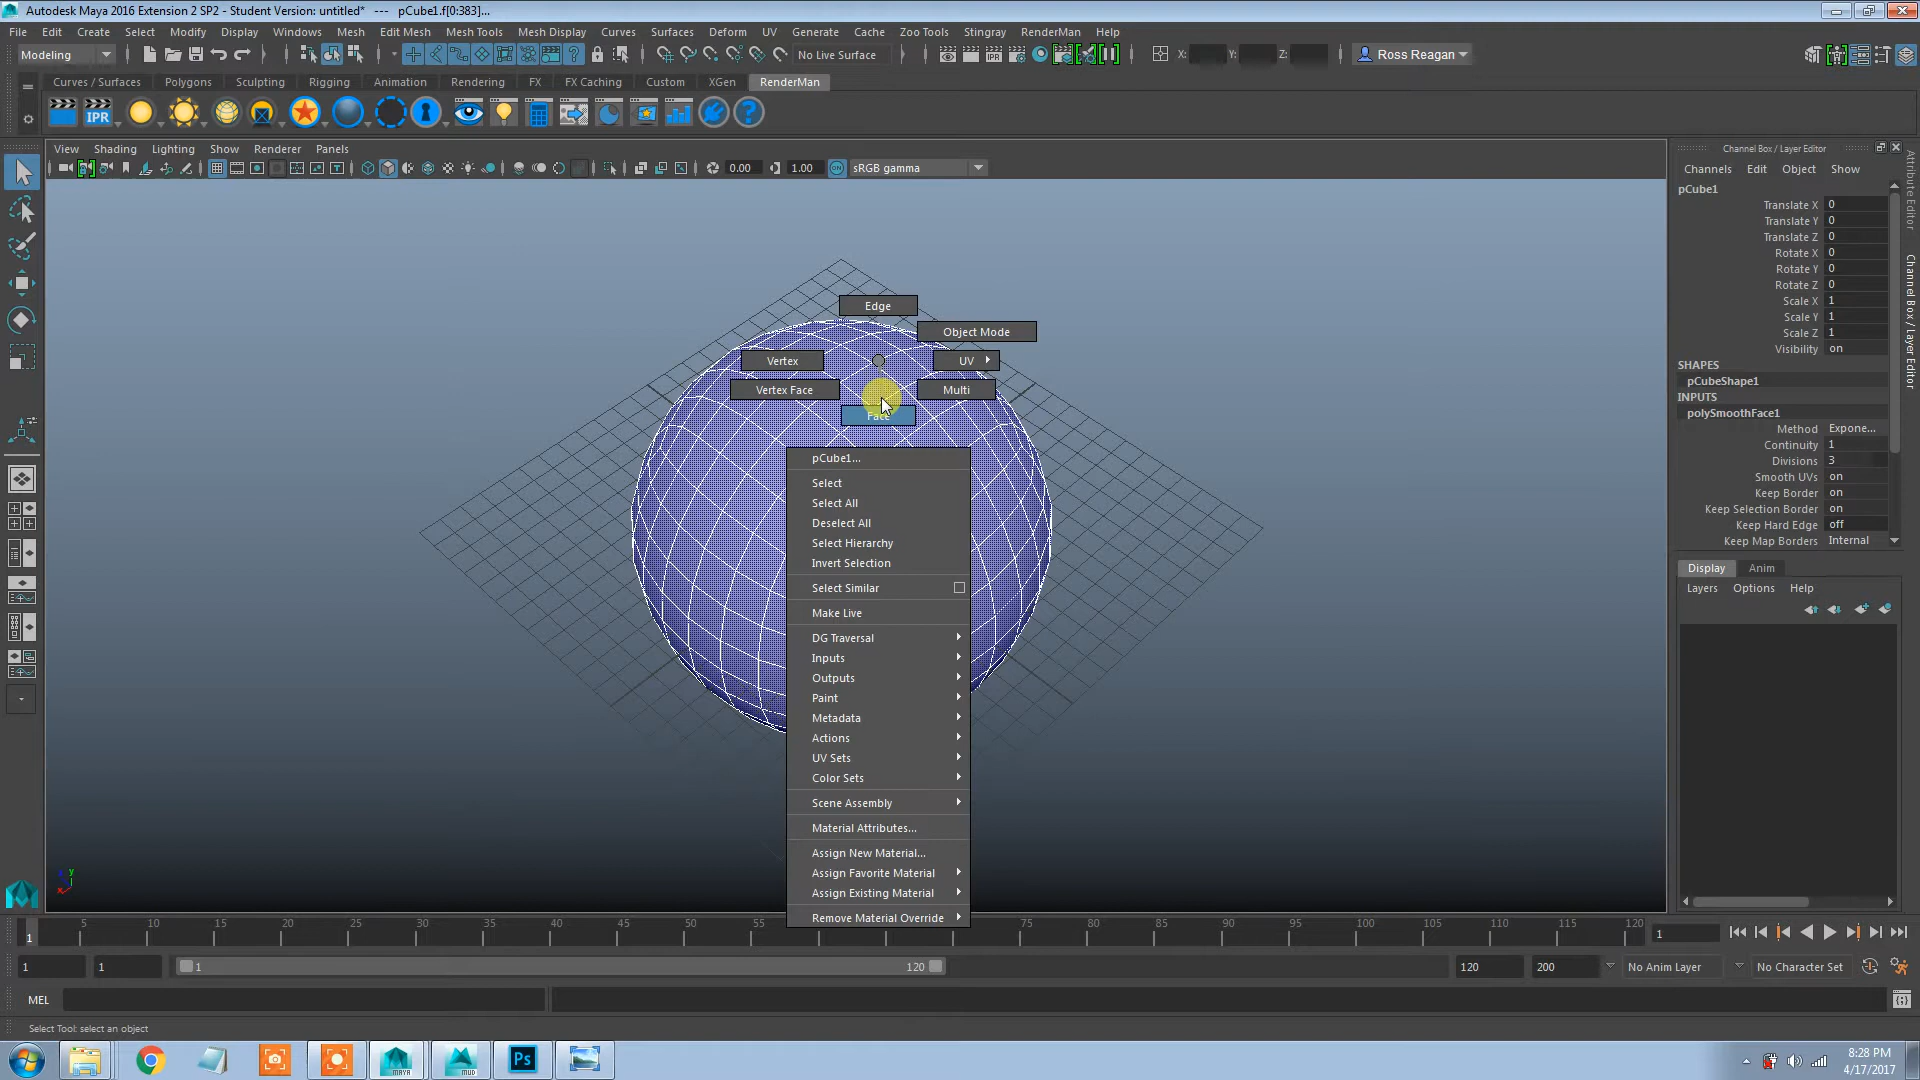 Autodesk Maya 2016 Extension 2 SP2 - Student Version: untitled*   ---   pCube1.f[0:383]...
File Edit Create Select Modify Display Windows Mesh Edit Mesh Mesh Tools Mesh Display Curves Surfaces Deform UV Generate Cache Zoo Tools Stingray RenderMan Help
Modeling No Live Surface X: Y: Z: Ross Reagan
Curves / Surfaces Polygons Sculpting Rigging Animation Rendering FX FX Caching Custom XGen RenderMan
IPR
View Shading Lighting Show Renderer Panels
0.00 1.00 sRGB gamma
Channel Box / Layer Editor
Channels Edit Object Show
pCube1
Translate X 0
Translate Y 0
Translate Z 0
Rotate X 0
Rotate Y 0
Rotate Z 0
Scale X 1
Scale Y 1
Scale Z 1
Visibility on
SHAPES
pCubeShape1
INPUTS
polySmoothFace1
Method Expone...
Continuity 1
Divisions 3
Smooth UVs on
Keep Border on
Keep Selection Border on
Keep Hard Edge off
Keep Map Borders Internal
Display Anim
Layers Options Help
Attribute Editor
Channel Box / Layer Editor
Edge
Object Mode
Vertex UV
Vertex Face Multi
Face
pCube1...
Select
Select All
Deselect All
Select Hierarchy
Invert Selection
Select Similar
Make Live
DG Traversal
Inputs
Outputs
Paint
Metadata
Actions
UV Sets
Color Sets
Scene Assembly
Material Attributes...
Assign New Material...
Assign Favorite Material
Assign Existing Material
Remove Material Override
y
x
1 5 10 15 20 25 30 35 40 45 50 55 75 80 85 90 95 100 105 110 115 120 1
1 1 1 120 120 200 No Anim Layer No Character Set
MEL
Select Tool: select an object
MAYA MUD Ps
8:28 PM
4/17/2017